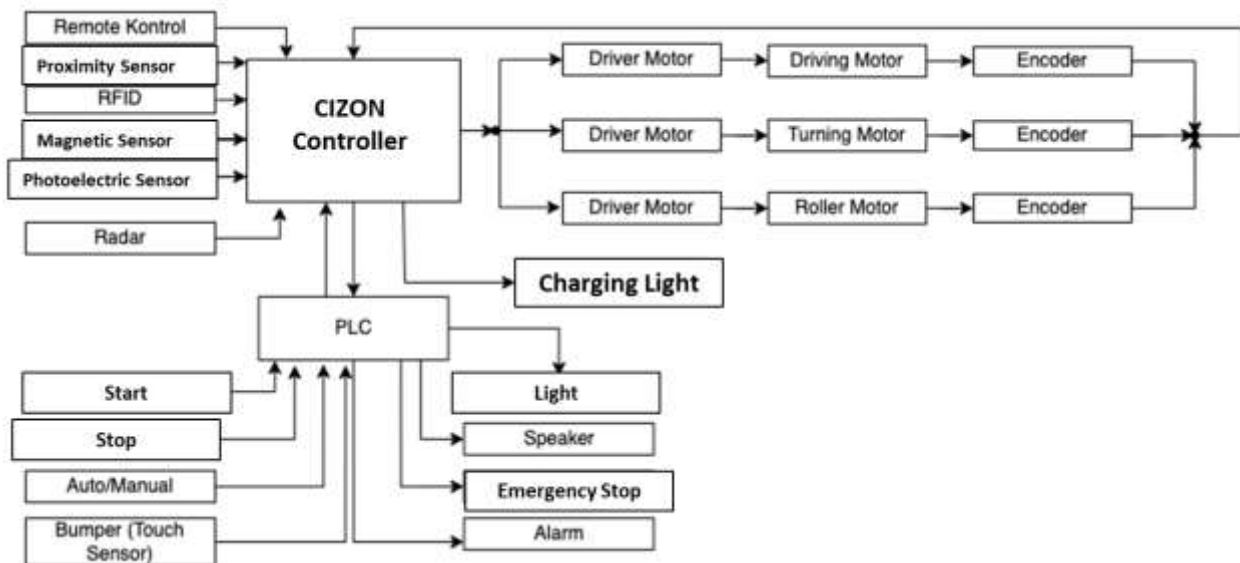 Remote Kontrol
Proximity Sensor
RFID
Magnetic Sensor
Photoelectric Sensor
Radar
CIZON
Controller
Driver Motor
Driving Motor
Encoder
Driver Motor
Turning Motor
Encoder
Driver Motor
Roller Motor
Encoder
Charging Light
PLC
Start
Stop
Auto/Manual
Bumper (Touch
Sensor)
Light
Speaker
Emergency Stop
Alarm